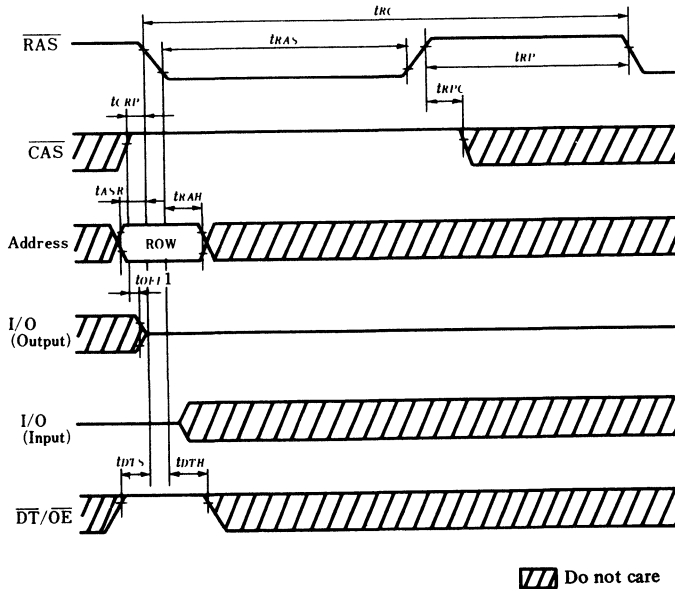 tRC
RAS
tRAS
tRP
tCRP
tRPC
CAS
tASR
tRAH
Address
ROW
tOFF1
I/O
(Output)
I/O
(Input)
tDTS
tDTH
DT/OE
Do not care